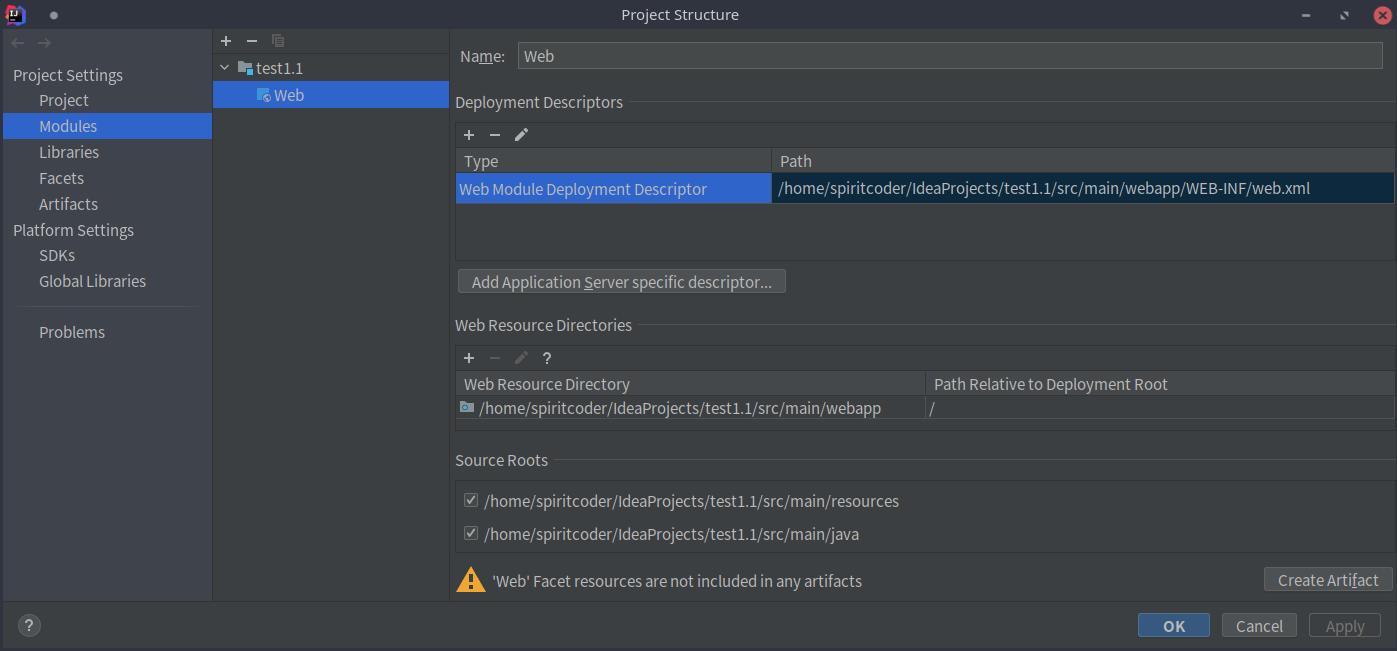 Project Structure
Project Settings
Project
Modules
Libraries
Facets
Artifacts
Platform Settings
SDKs
Global Libraries
Problems
test1.1
Web
Name: Web
Deployment Descriptors
Type Path
Web Module Deployment Descriptor /home/spiritcoder/IdeaProjects/test1.1/src/main/webapp/WEB-INF/web.xml
Add Application Server specific descriptor...
Web Resource Directories
?
Web Resource Directory Path Relative to Deployment Root
/home/spiritcoder/IdeaProjects/test1.1/src/main/webapp /
Source Roots
/home/spiritcoder/IdeaProjects/test1.1/src/main/resources
/home/spiritcoder/IdeaProjects/test1.1/src/main/java
'Web' Facet resources are not included in any artifacts Create Artifact
? OK Cancel Apply